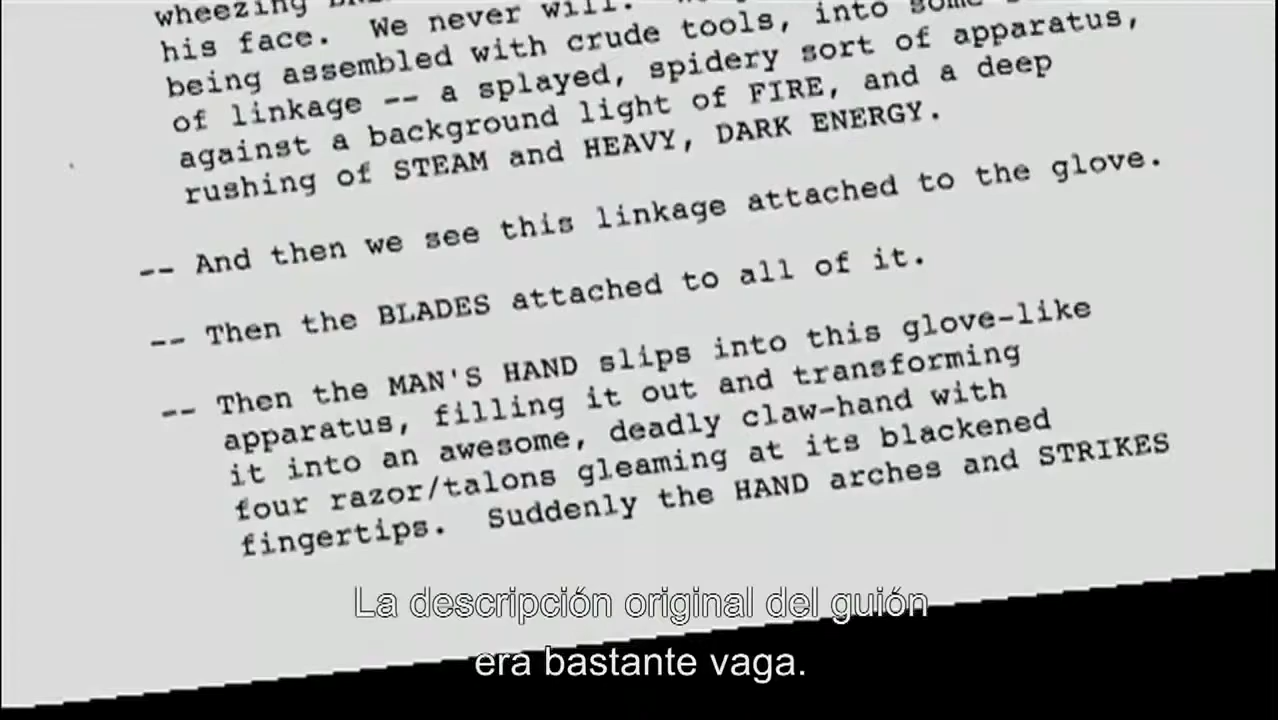 wheezing
his face.  We never will.
being assembled with crude tools, into some
of linkage -- a splayed, spidery sort of apparatus,
against a background light of FIRE, and a deep
rushing of STEAM and HEAVY, DARK ENERGY.
-- And then we see this linkage attached to the glove.
-- Then the BLADES attached to all of it.
-- Then the MAN'S HAND slips into this glove-like
apparatus, filling it out and transforming
it into an awesome, deadly claw-hand with
four razor/talons gleaming at its blackened
fingertips.  Suddenly the HAND arches and STRIKES
La descripción original del guión
era bastante vaga.